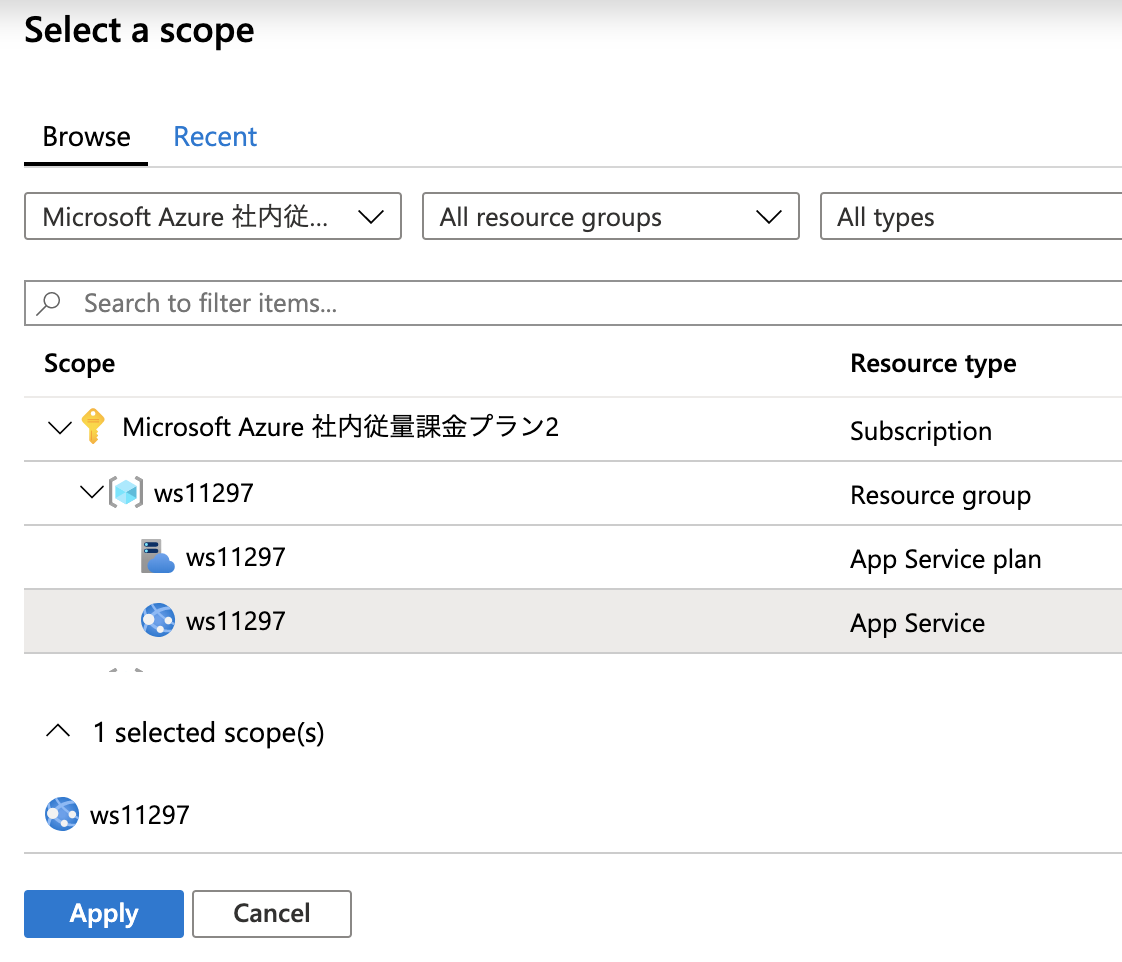 Select a scope
Browse Recent
Microsoft Azure 社内従... All resource groups All types
Search to filter items...
Scope Resource type
Microsoft Azure 社内従量課金プラン2 Subscription
ws11297 Resource group
ws11297 App Service plan
ws11297 App Service
1 selected scope(s)
ws11297
Apply Cancel